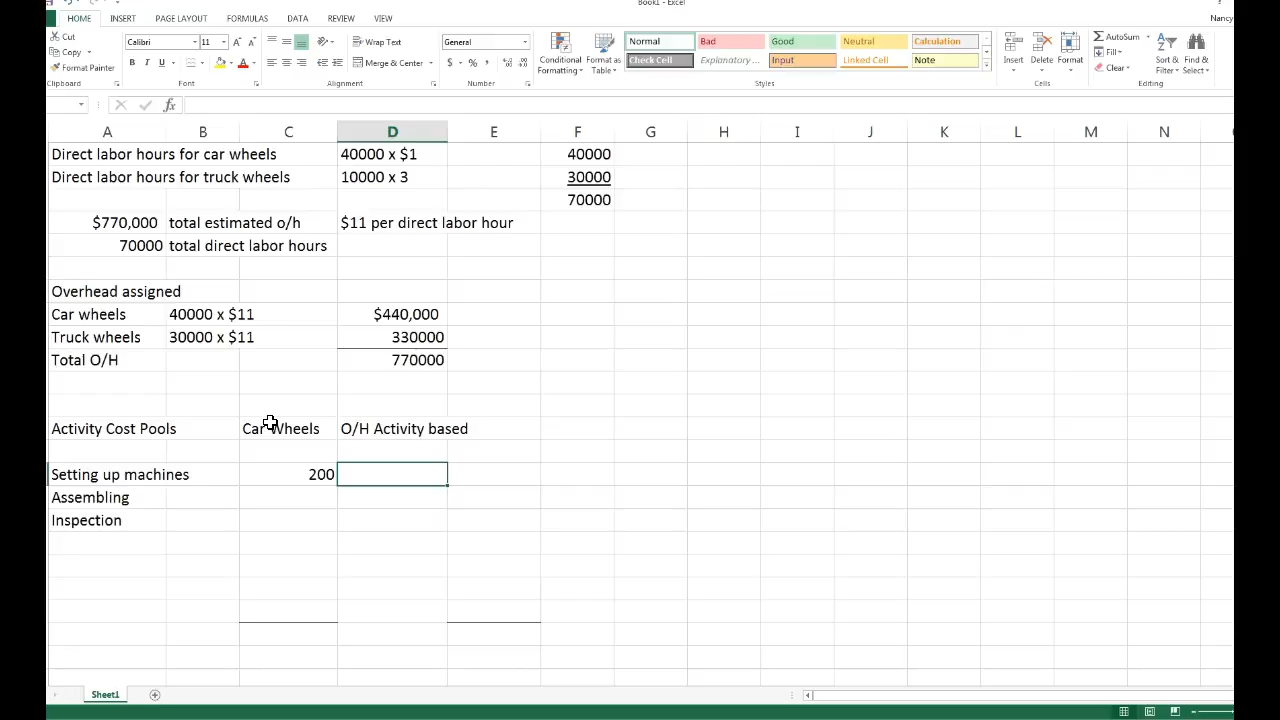 Book1 - Excel
?
HOME INSERT PAGE LAYOUT FORMULAS DATA REVIEW VIEW Nancy
Cut
Copy
Format Painter
Calibri 11
B I U
Wrap Text
Merge & Center
General
$ % ,
Conditional Formatting
Format as Table
Normal Bad Good Neutral Calculation
Check Cell Explanatory ... Input Linked Cell Note
Insert Delete Format
AutoSum
Fill
Clear
Sort & Filter
Find & Select
Clipboard Font Alignment Number Styles Cells Editing
fx
A B C D E F G H I J K L M N
Direct labor hours for car wheels 40000 x $1 40000
Direct labor hours for truck wheels 10000 x 3 30000
70000
$770,000 total estimated o/h $11 per direct labor hour
70000 total direct labor hours
Overhead assigned
Car wheels 40000 x $11 $440,000
Truck wheels 30000 x $11 330000
Total O/H 770000
Activity Cost Pools Car Wheels O/H Activity based
Setting up machines 200
Assembling
Inspection
Sheet1